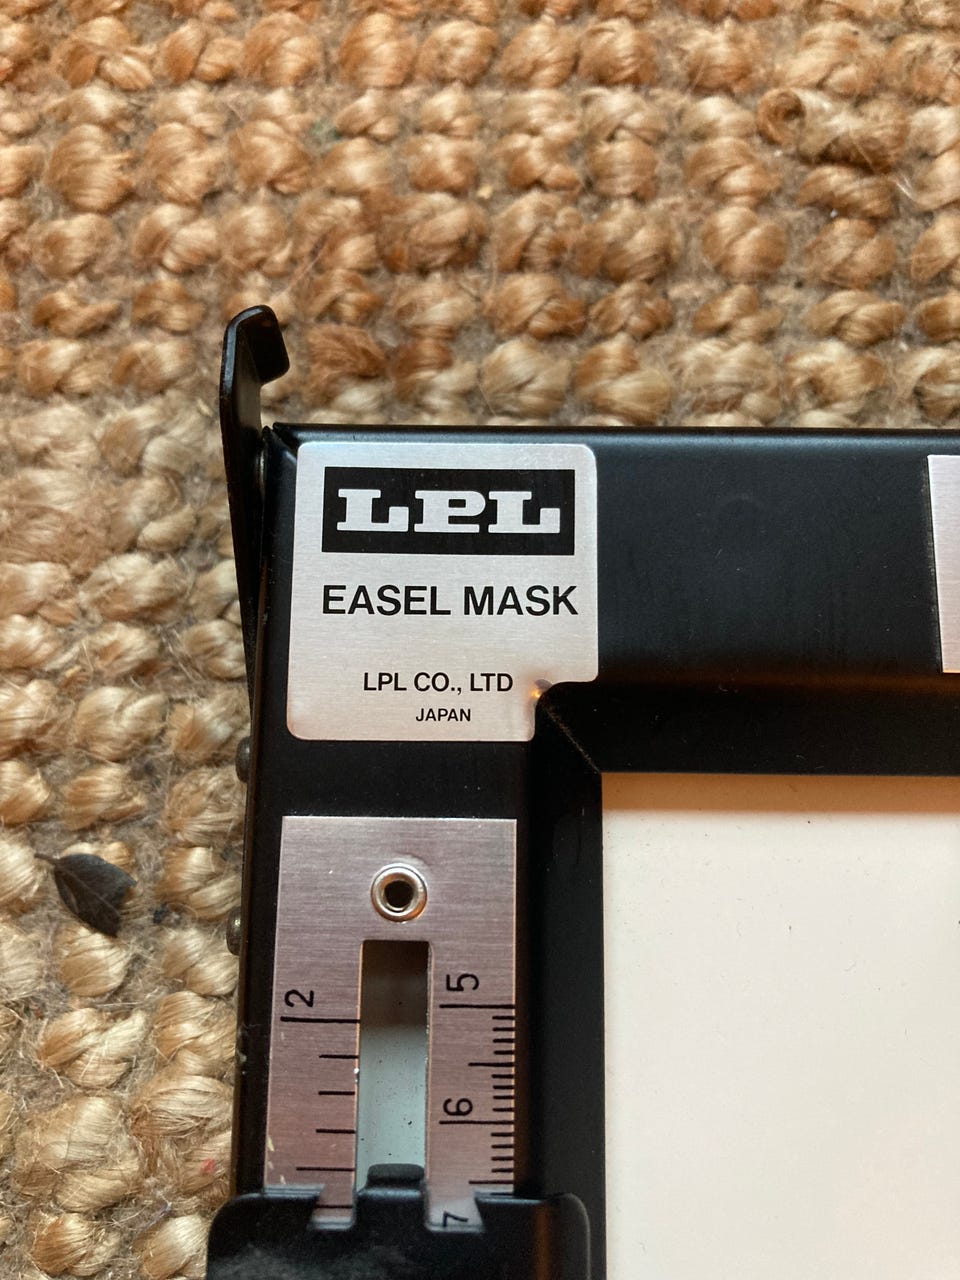 LPL
EASEL MASK
LPL CO., LTD
JAPAN
2
5
6
7